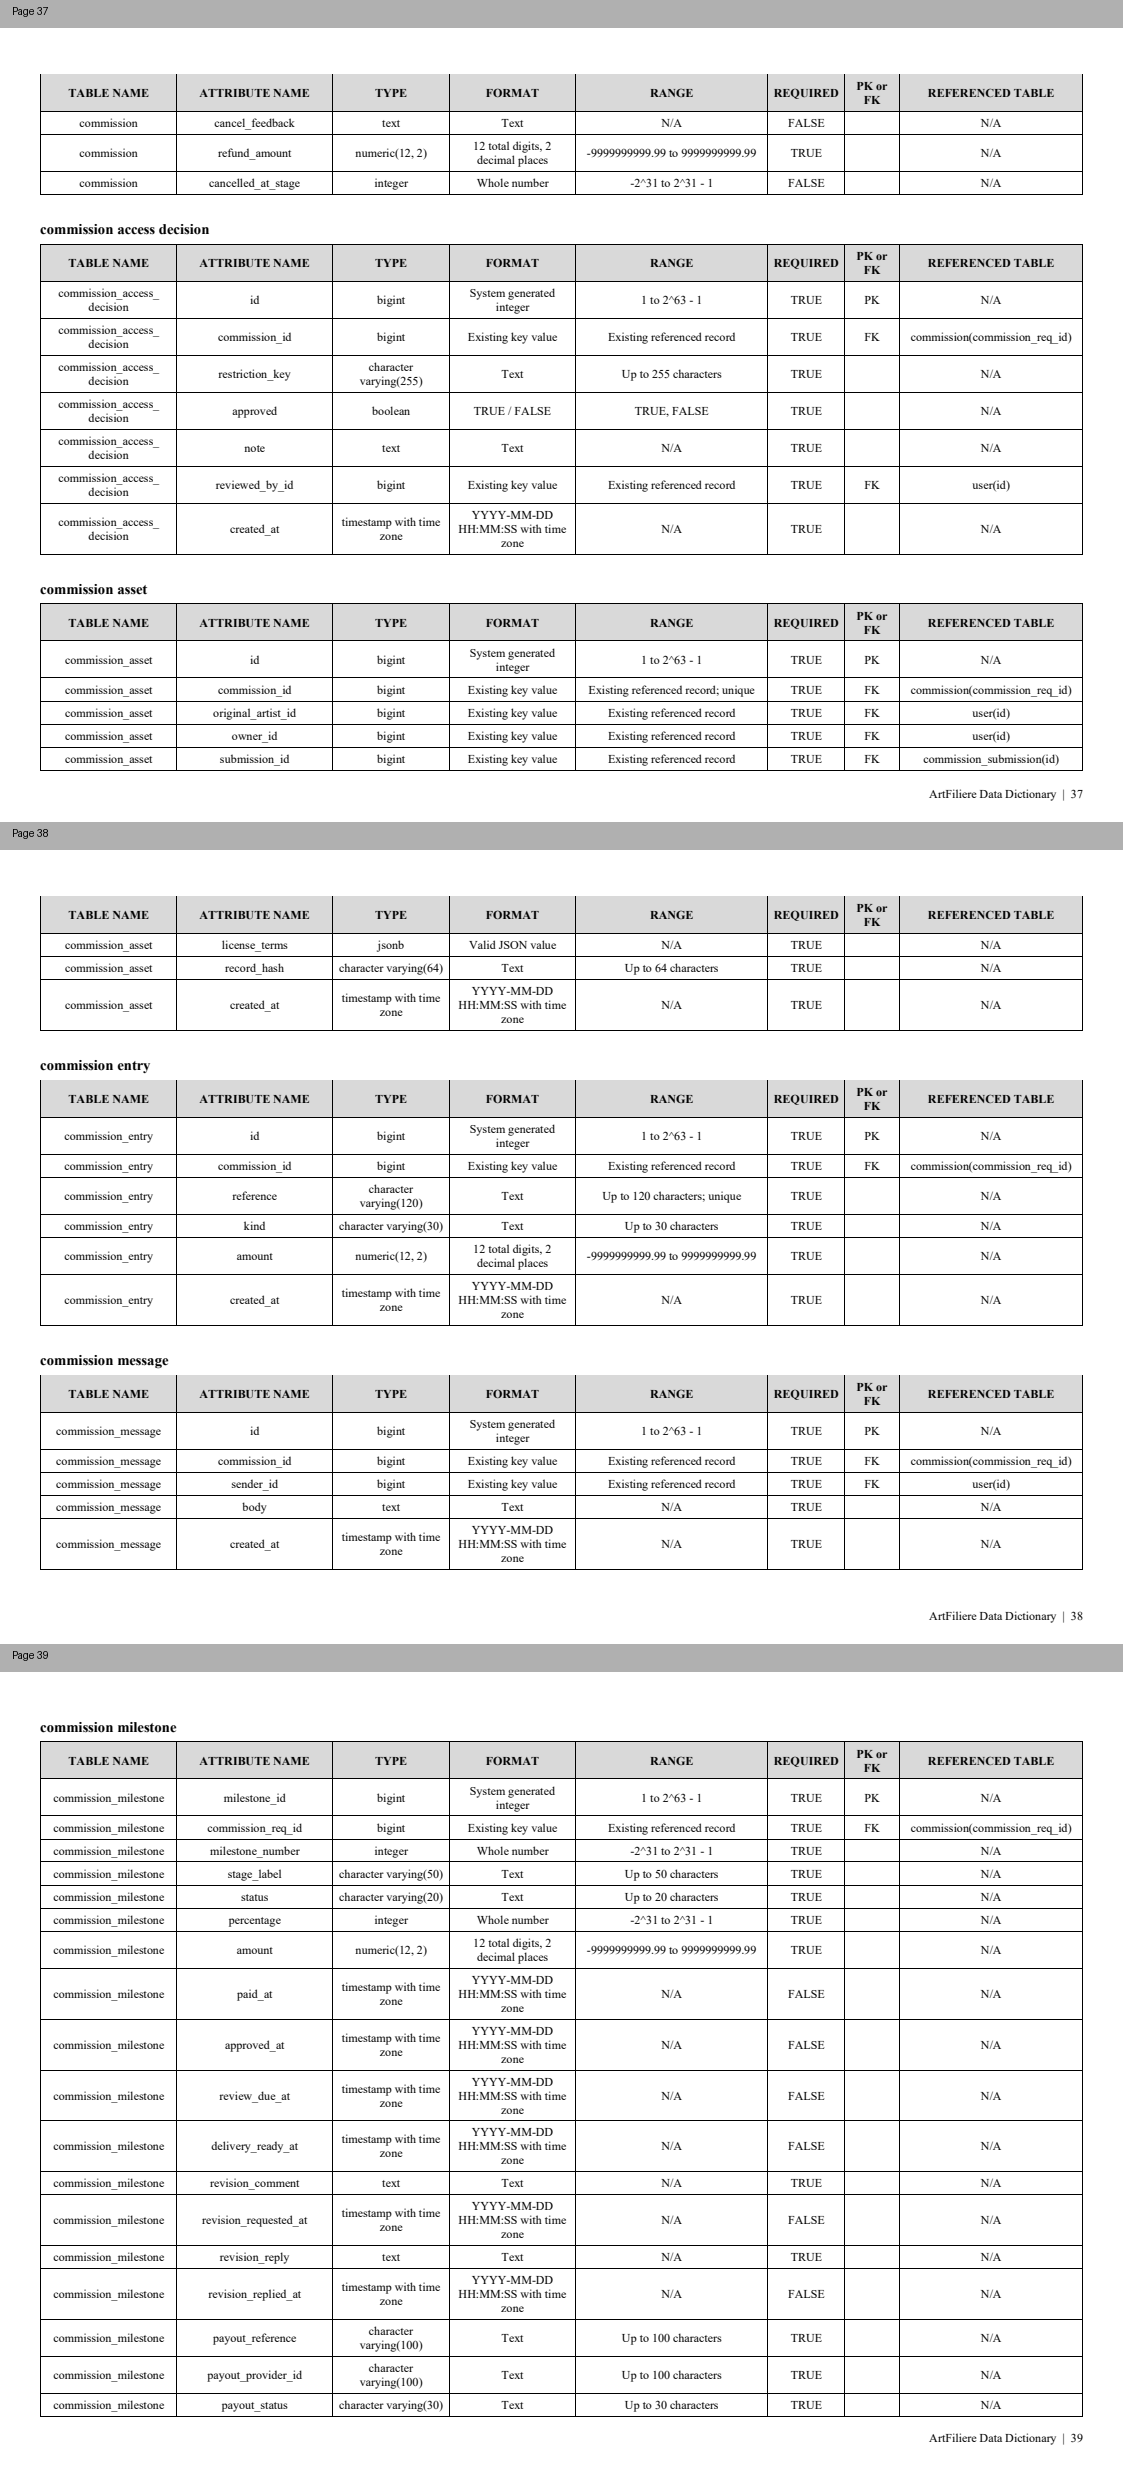 Page 37
TABLE NAME ATTRIBUTE NAME TYPE FORMAT RANGE REQUIRED PK or FK REFERENCED TABLE
commission cancel_feedback text Text N/A FALSE N/A
commission refund_amount numeric(12, 2) 12 total digits, 2 decimal places -9999999999.99 to 9999999999.99 TRUE N/A
commission cancelled_at_stage integer Whole number -2^31 to 2^31 - 1 FALSE N/A
commission access decision
TABLE NAME ATTRIBUTE NAME TYPE FORMAT RANGE REQUIRED PK or FK REFERENCED TABLE
commission_access_decision id bigint System generated integer 1 to 2^63 - 1 TRUE PK N/A
commission_access_decision commission_id bigint Existing key value Existing referenced record TRUE FK commission(commission_req_id)
commission_access_decision restriction_key character varying(255) Text Up to 255 characters TRUE N/A
commission_access_decision approved boolean TRUE / FALSE TRUE, FALSE TRUE N/A
commission_access_decision note text Text N/A TRUE N/A
commission_access_decision reviewed_by_id bigint Existing key value Existing referenced record TRUE FK user(id)
commission_access_decision created_at timestamp with time zone YYYY-MM-DD HH:MM:SS with time zone N/A TRUE N/A
commission asset
TABLE NAME ATTRIBUTE NAME TYPE FORMAT RANGE REQUIRED PK or FK REFERENCED TABLE
commission_asset id bigint System generated integer 1 to 2^63 - 1 TRUE PK N/A
commission_asset commission_id bigint Existing key value Existing referenced record; unique TRUE FK commission(commission_req_id)
commission_asset original_artist_id bigint Existing key value Existing referenced record TRUE FK user(id)
commission_asset owner_id bigint Existing key value Existing referenced record TRUE FK user(id)
commission_asset submission_id bigint Existing key value Existing referenced record TRUE FK commission_submission(id)
ArtFiliere Data Dictionary | 37
Page 38
TABLE NAME ATTRIBUTE NAME TYPE FORMAT RANGE REQUIRED PK or FK REFERENCED TABLE
commission_asset license_terms jsonb Valid JSON value N/A TRUE N/A
commission_asset record_hash character varying(64) Text Up to 64 characters TRUE N/A
commission_asset created_at timestamp with time zone YYYY-MM-DD HH:MM:SS with time zone N/A TRUE N/A
commission entry
TABLE NAME ATTRIBUTE NAME TYPE FORMAT RANGE REQUIRED PK or FK REFERENCED TABLE
commission_entry id bigint System generated integer 1 to 2^63 - 1 TRUE PK N/A
commission_entry commission_id bigint Existing key value Existing referenced record TRUE FK commission(commission_req_id)
commission_entry reference character varying(120) Text Up to 120 characters; unique TRUE N/A
commission_entry kind character varying(30) Text Up to 30 characters TRUE N/A
commission_entry amount numeric(12, 2) 12 total digits, 2 decimal places -9999999999.99 to 9999999999.99 TRUE N/A
commission_entry created_at timestamp with time zone YYYY-MM-DD HH:MM:SS with time zone N/A TRUE N/A
commission message
TABLE NAME ATTRIBUTE NAME TYPE FORMAT RANGE REQUIRED PK or FK REFERENCED TABLE
commission_message id bigint System generated integer 1 to 2^63 - 1 TRUE PK N/A
commission_message commission_id bigint Existing key value Existing referenced record TRUE FK commission(commission_req_id)
commission_message sender_id bigint Existing key value Existing referenced record TRUE FK user(id)
commission_message body text Text N/A TRUE N/A
commission_message created_at timestamp with time zone YYYY-MM-DD HH:MM:SS with time zone N/A TRUE N/A
ArtFiliere Data Dictionary | 38
Page 39
commission milestone
TABLE NAME ATTRIBUTE NAME TYPE FORMAT RANGE REQUIRED PK or FK REFERENCED TABLE
commission_milestone milestone_id bigint System generated integer 1 to 2^63 - 1 TRUE PK N/A
commission_milestone commission_req_id bigint Existing key value Existing referenced record TRUE FK commission(commission_req_id)
commission_milestone milestone_number integer Whole number -2^31 to 2^31 - 1 TRUE N/A
commission_milestone stage_label character varying(50) Text Up to 50 characters TRUE N/A
commission_milestone status character varying(20) Text Up to 20 characters TRUE N/A
commission_milestone percentage integer Whole number -2^31 to 2^31 - 1 TRUE N/A
commission_milestone amount numeric(12, 2) 12 total digits, 2 decimal places -9999999999.99 to 9999999999.99 TRUE N/A
commission_milestone paid_at timestamp with time zone YYYY-MM-DD HH:MM:SS with time zone N/A FALSE N/A
commission_milestone approved_at timestamp with time zone YYYY-MM-DD HH:MM:SS with time zone N/A FALSE N/A
commission_milestone review_due_at timestamp with time zone YYYY-MM-DD HH:MM:SS with time zone N/A FALSE N/A
commission_milestone delivery_ready_at timestamp with time zone YYYY-MM-DD HH:MM:SS with time zone N/A FALSE N/A
commission_milestone revision_comment text Text N/A TRUE N/A
commission_milestone revision_requested_at timestamp with time zone YYYY-MM-DD HH:MM:SS with time zone N/A FALSE N/A
commission_milestone revision_reply text Text N/A TRUE N/A
commission_milestone revision_replied_at timestamp with time zone YYYY-MM-DD HH:MM:SS with time zone N/A FALSE N/A
commission_milestone payout_reference character varying(100) Text Up to 100 characters TRUE N/A
commission_milestone payout_provider_id character varying(100) Text Up to 100 characters TRUE N/A
commission_milestone payout_status character varying(30) Text Up to 30 characters TRUE N/A
ArtFiliere Data Dictionary | 39